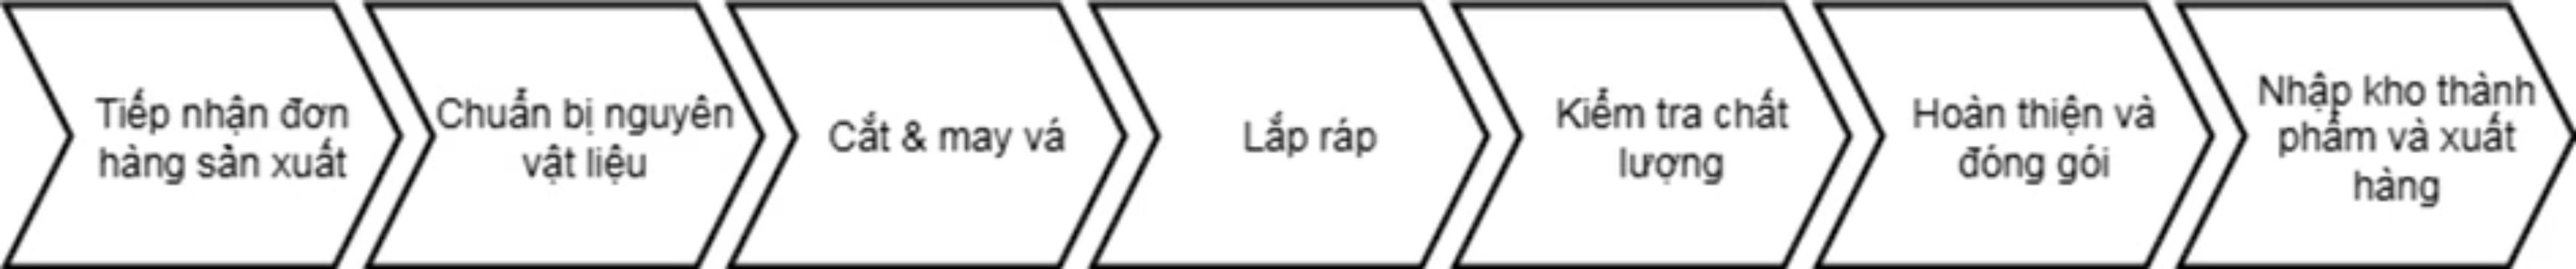 Tiếp nhận đơn
hàng sản xuất
Chuẩn bị nguyên
vật liệu
Cắt & may vá
Lắp ráp
Kiểm tra chất
lượng
Hoàn thiện và
đóng gói
Nhập kho thành
phẩm và xuất
hàng